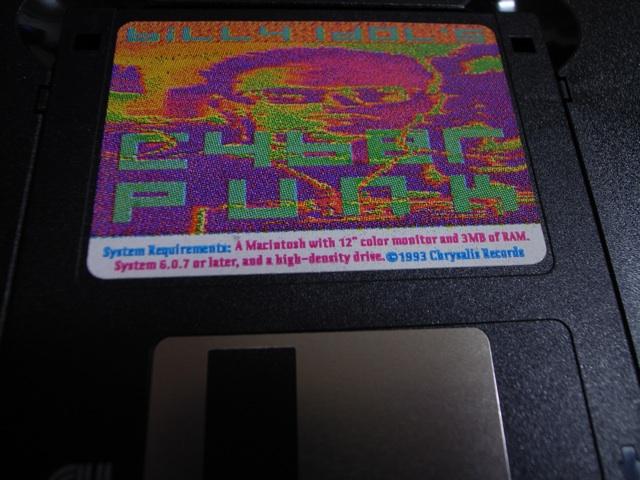 billy idol's
cyber
punk
System Requirements: A Macintosh with 12" color monitor and 3MB of RAM.
System 6.0.7 or later, and a high-density drive. ©1993 Chrysalis Records